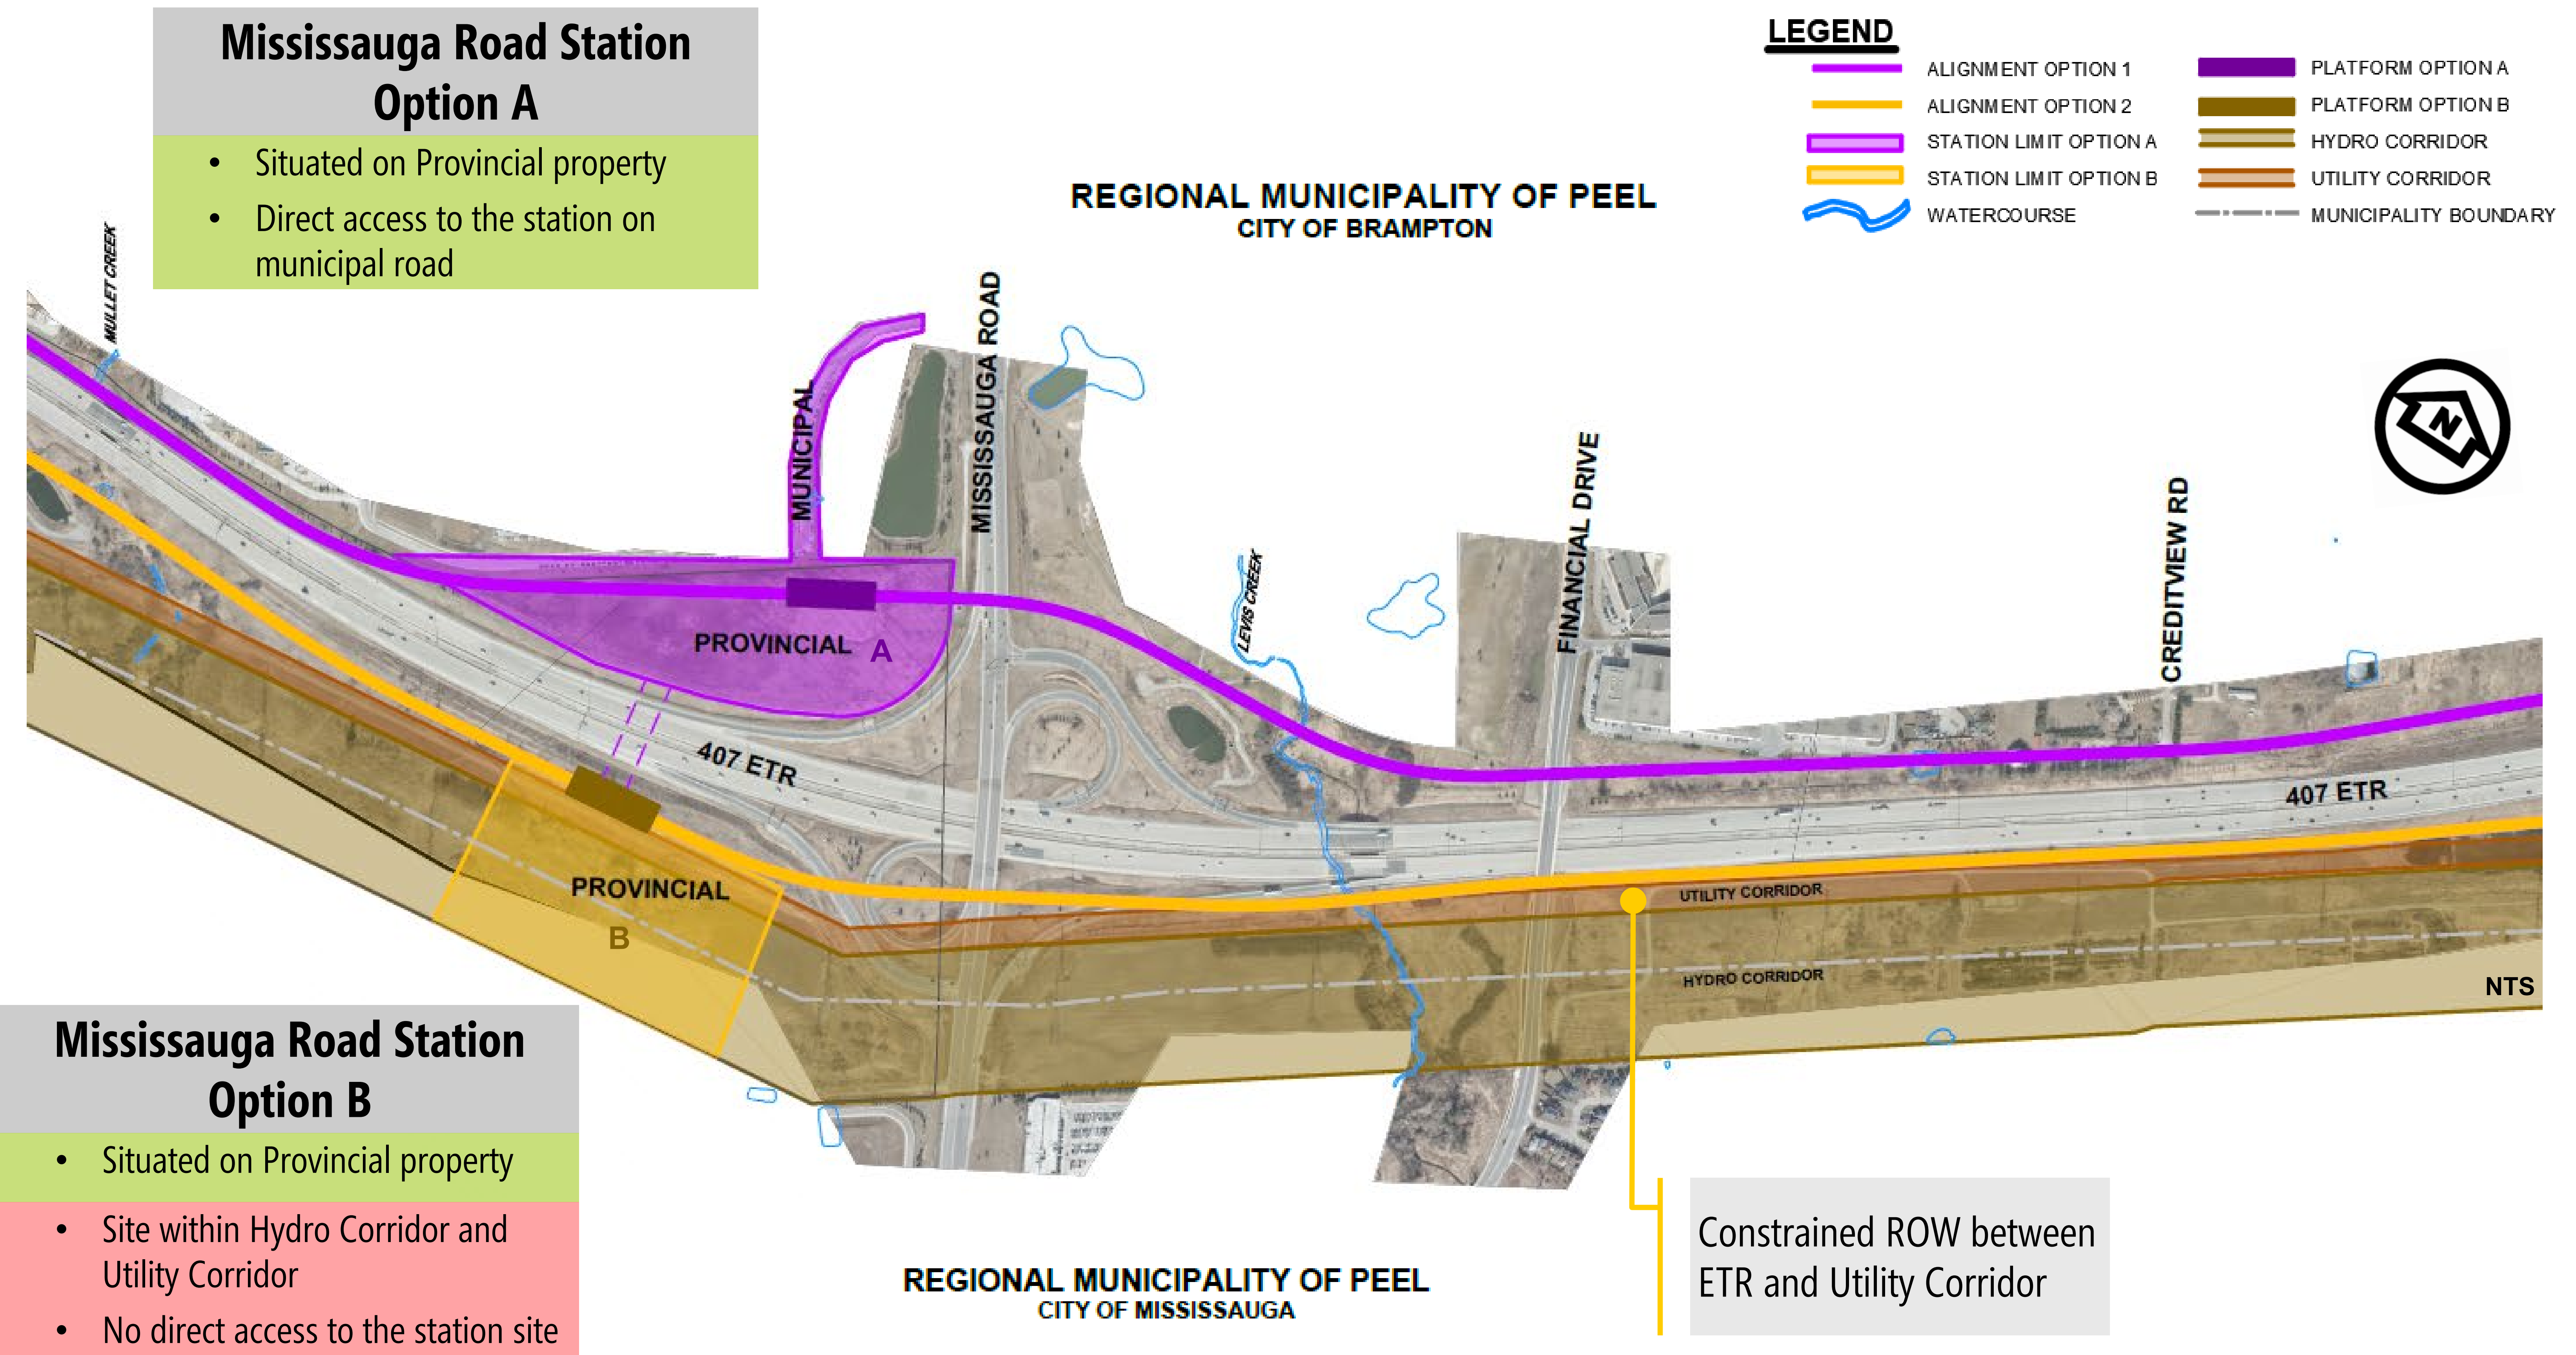 Mississauga Road Station
Option A
• Situated on Provincial property
• Direct access to the station on
municipal road
LEGEND
ALIGNMENT OPTION 1
ALIGNMENT OPTION 2
STATION LIMIT OPTION A
STATION LIMIT OPTION B
WATERCOURSE
PLATFORM OPTION A
PLATFORM OPTION B
HYDRO CORRIDOR
UTILITY CORRIDOR
MUNICIPALITY BOUNDARY
REGIONAL MUNICIPALITY OF PEEL
CITY OF BRAMPTON
MULLET CREEK
MUNICIPAL
MISSISSAUGA ROAD
LEVIS CREEK
FINANCIAL DRIVE
CREDITVIEW RD
N
PROVINCIAL A
407 ETR
407 ETR
PROVINCIAL
B
UTILITY CORRIDOR
HYDRO CORRIDOR
NTS
Mississauga Road Station
Option B
• Situated on Provincial property
• Site within Hydro Corridor and
Utility Corridor
• No direct access to the station site
Constrained ROW between
ETR and Utility Corridor
REGIONAL MUNICIPALITY OF PEEL
CITY OF MISSISSAUGA